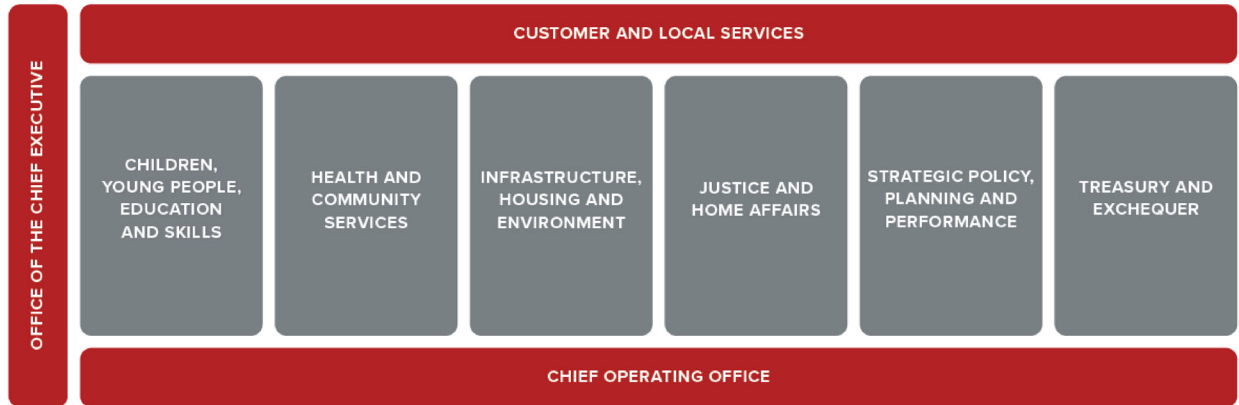 OFFICE OF THE CHIEF EXECUTIVE
CUSTOMER AND LOCAL SERVICES
CHILDREN,
YOUNG PEOPLE,
EDUCATION
AND SKILLS
HEALTH AND
COMMUNITY
SERVICES
INFRASTRUCTURE,
HOUSING AND
ENVIRONMENT
JUSTICE AND
HOME AFFAIRS
STRATEGIC POLICY,
PLANNING AND
PERFORMANCE
TREASURY AND
EXCHEQUER
CHIEF OPERATING OFFICE